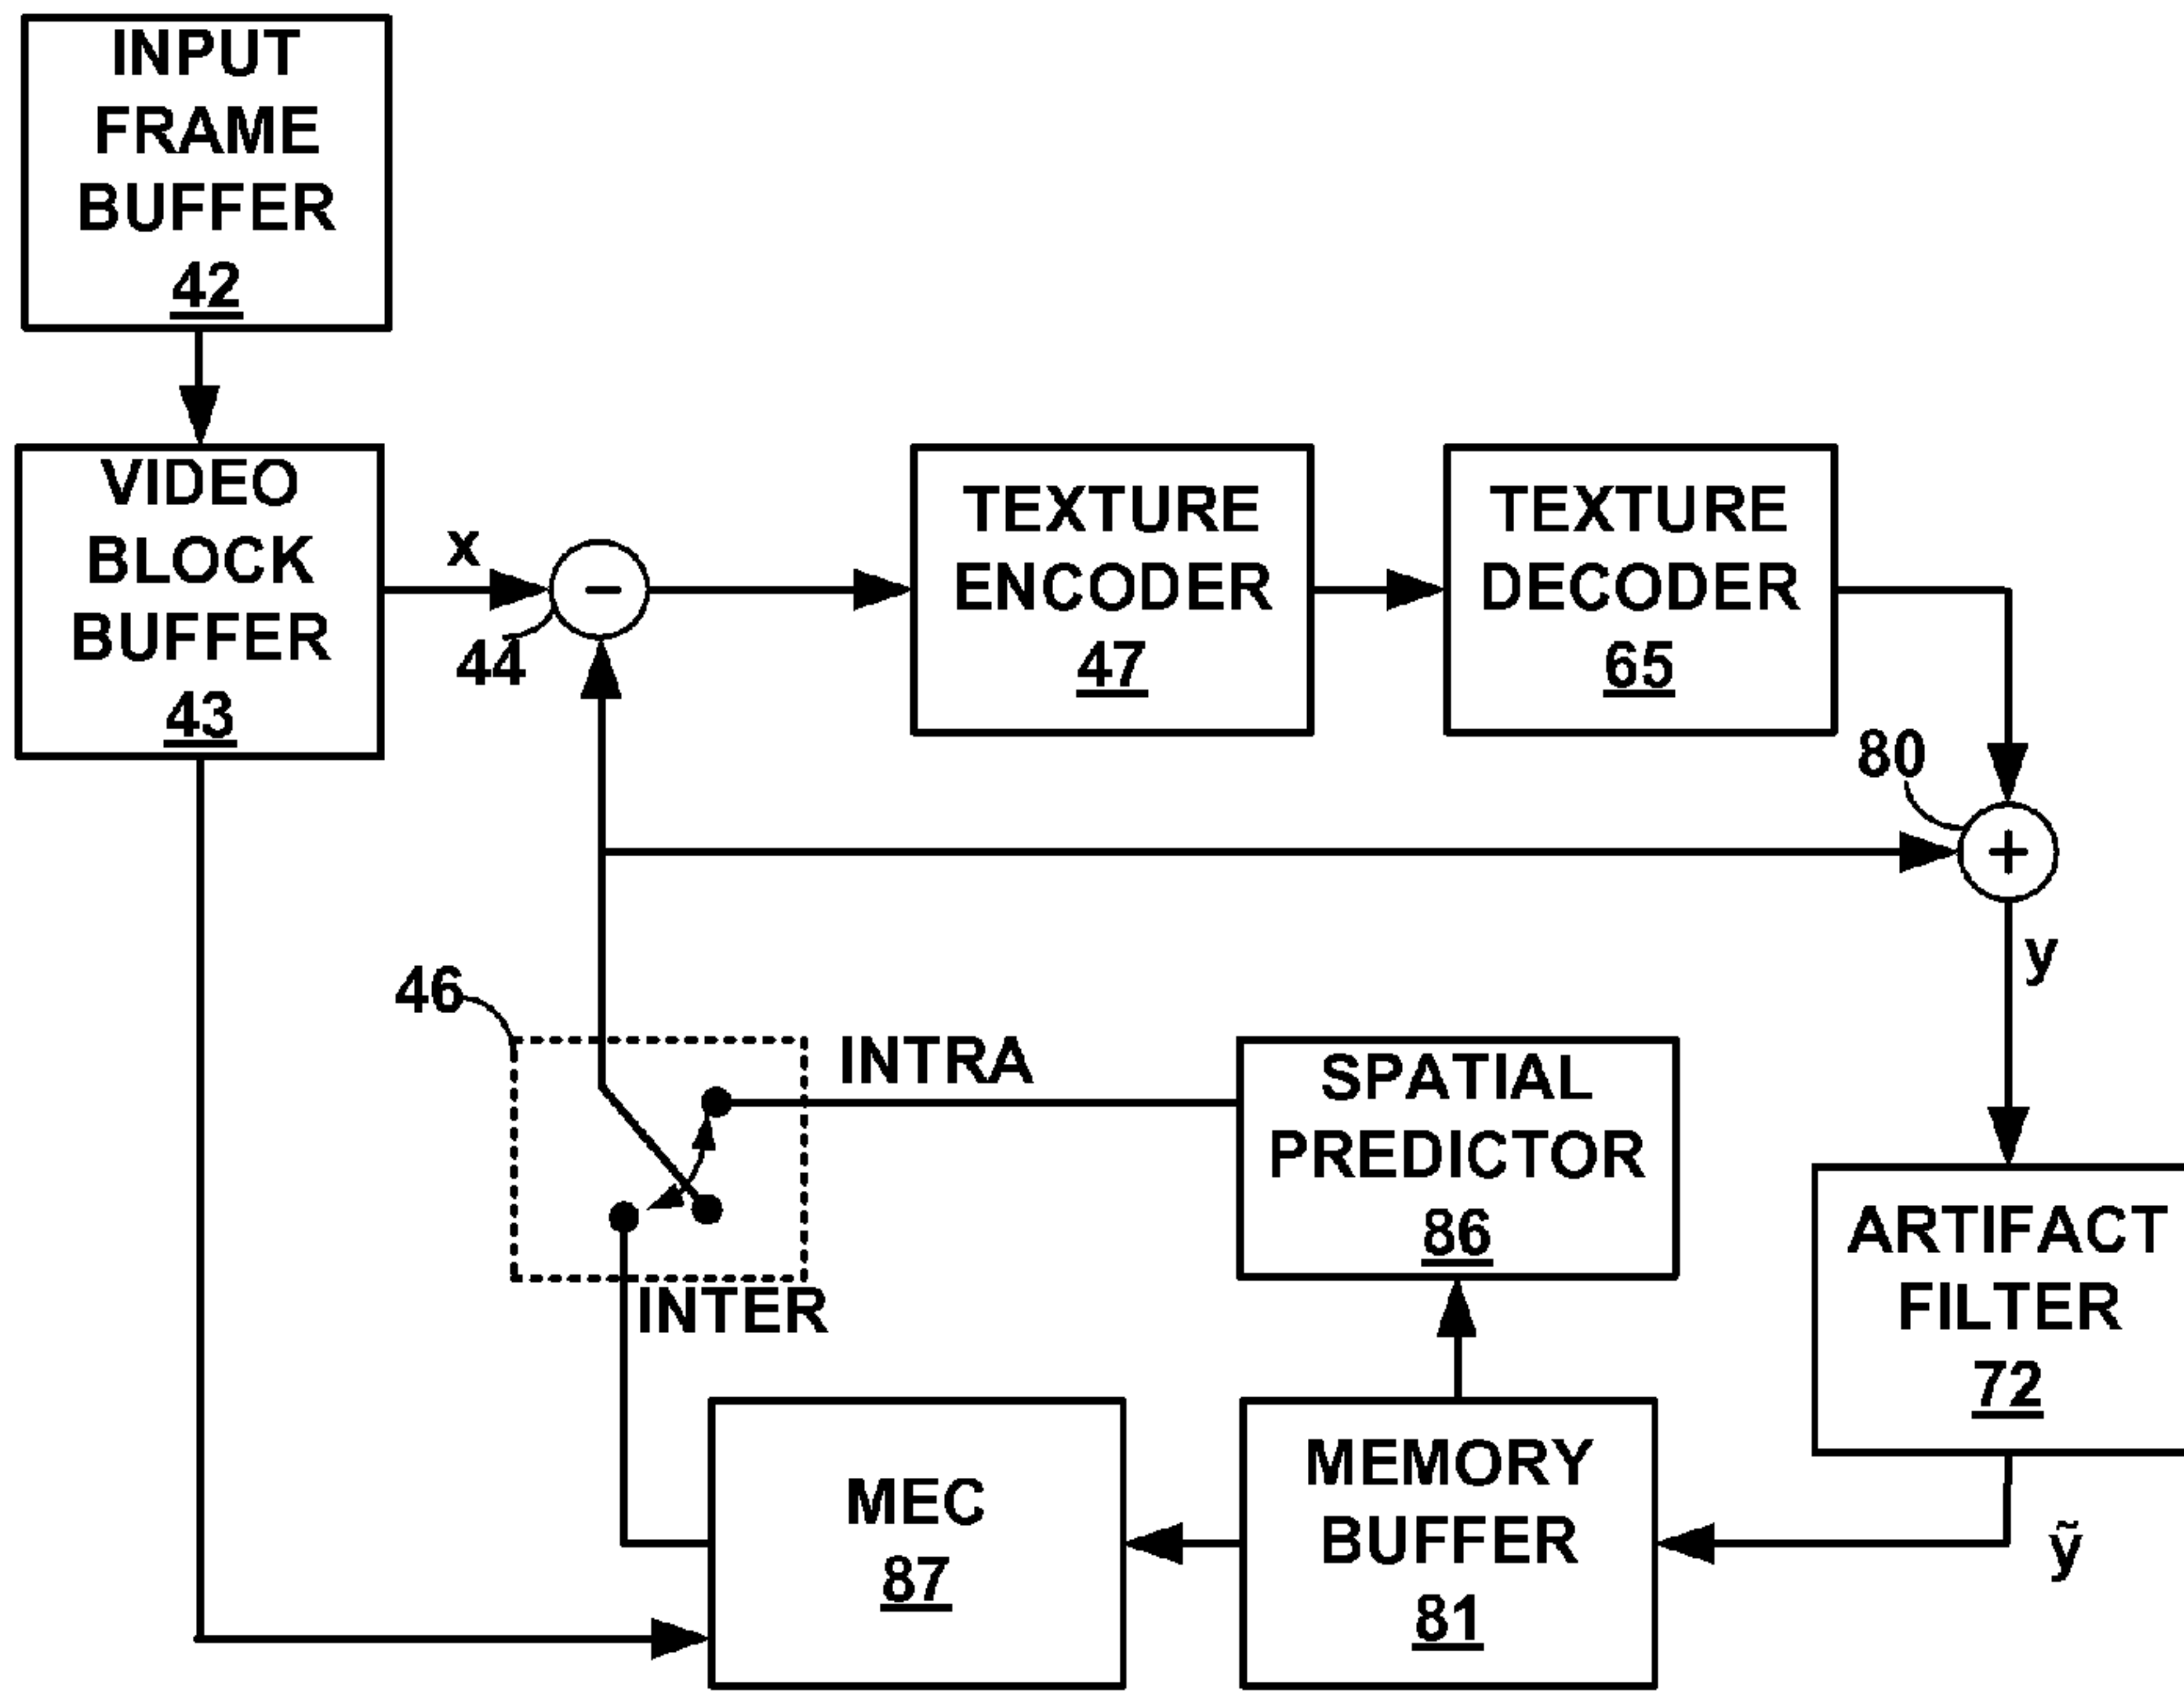 INPUT
FRAME
BUFFER
42
VIDEO
BLOCK
BUFFER
43
x
44
TEXTURE
ENCODER
47
TEXTURE
DECODER
65
80
y
46
INTRA
INTER
SPATIAL
PREDICTOR
86
ARTIFACT
FILTER
72
MEC
87
MEMORY
BUFFER
81
ỹ